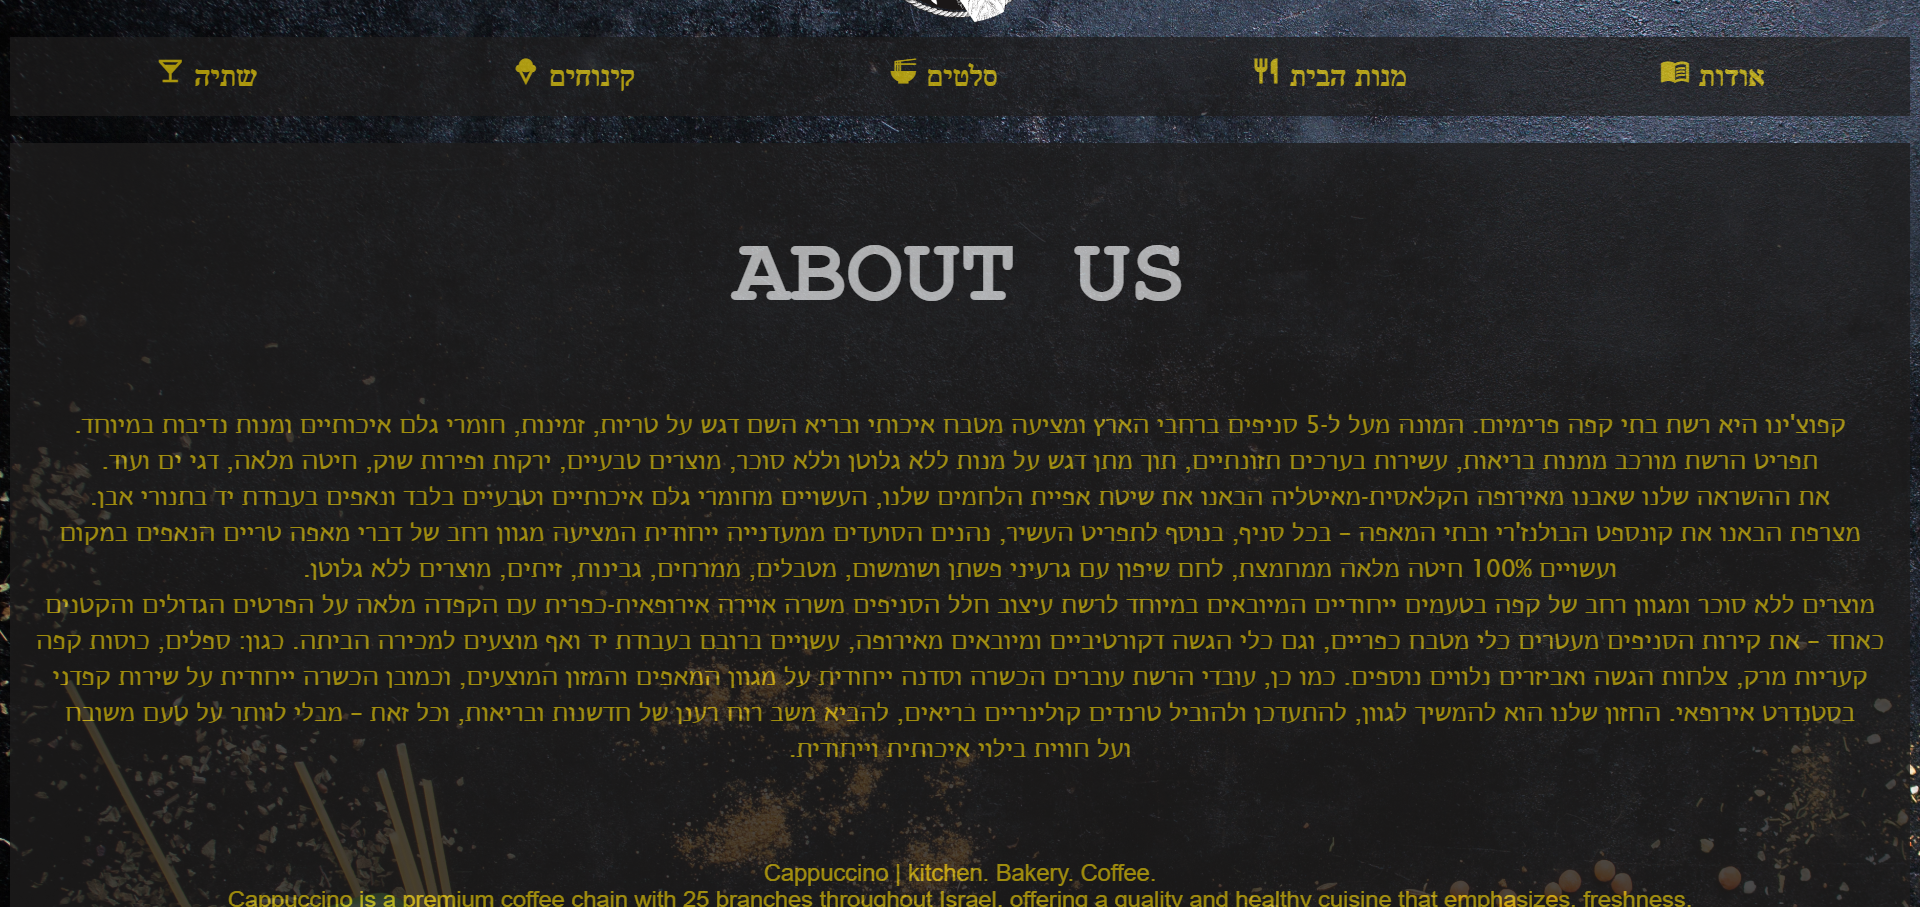 אודות
מנות הבית
סלטים
קינוחים
שתיה
ABOUT US
קפוצ'ינו היא רשת בתי קפה פרימיום. המונה מעל ל-5 סניפים ברחבי הארץ ומציעה מטבח איכותי ובריא השם דגש על טריות, זמינות, חומרי גלם איכותיים ומנות נדיבות במיוחד.
תפריט הרשת מורכב ממנות בריאות, עשירות בערכים תזונתיים, תוך מתן דגש על מנות ללא גלוטן וללא סוכר, מוצרים טבעיים, ירקות ופירות שוק, חיטה מלאה, דגי ים ועוד.
את ההשראה שלנו שאבנו מאירופה הקלאסית-מאיטליה הבאנו את שיטת אפיית הלחמים שלנו, העשויים מחומרי גלם איכותיים וטבעיים בלבד ונאפים בעבודת יד בתנורי אבן.
מצרפת הבאנו את קונספט הבולנז'רי ובתי המאפה – בכל סניף, בנוסף לתפריט העשיר, נהנים הסועדים ממעדנייה ייחודית המציעה מגוון רחב של דברי מאפה טריים הנאפים במקום
ועשויים 100% חיטה מלאה ממחמצת, לחם שיפון עם גרעיני פשתן ושומשום, מטבלים, ממרחים, גבינות, זיתים, מוצרים ללא גלוטן.
מוצרים ללא סוכר ומגוון רחב של קפה בטעמים ייחודיים המיובאים במיוחד לרשת עיצוב חלל הסניפים משרה אוירה אירופאית-כפרית עם הקפדה מלאה על הפרטים הגדולים והקטנים
כאחד – את קירות הסניפים מעטרים כלי מטבח כפריים, וגם כלי הגשה דקורטיביים ומיובאים מאירופה, עשויים ברובם בעבודת יד ואף מוצעים למכירה הביתה. כגון: ספלים, כוסות קפה
קעריות מרק, צלחות הגשה ואביזרים נלווים נוספים. כמו כן, עובדי הרשת עוברים הכשרה וסדנה ייחודית על מגוון המאפים והמזון המוצעים, וכמובן הכשרה ייחודית על שירות קפדני
בסטנדרט אירופאי. החזון שלנו הוא להמשיך לגוון, להתעדכן ולהוביל טרנדים קולינריים בריאים, להביא משב רוח רענן של חדשנות ובריאות, וכל זאת – מבלי לוותר על טעם משובח
ועל חווית בילוי איכותית וייחודית.
Cappuccino | kitchen. Bakery. Coffee.
Cappuccino is a premium coffee chain with 25 branches throughout Israel, offering a quality and healthy cuisine that emphasizes, freshness,